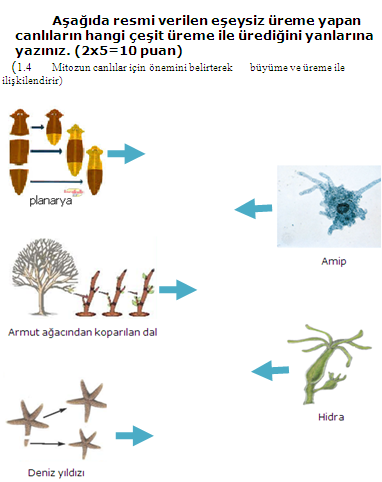 Aşağıda resmi verilen eşeysiz üreme yapan
canlıların hangi çeşit üreme ile ürediğini yanlarına
yazınız. (2x5=10 puan)
(1.4 Mitozun canlılar için önemini belirterek büyüme ve üreme ile
ilişkilendirir)
planarya
Amip
Armut ağacından koparılan dal
Hidra
Deniz yıldızı